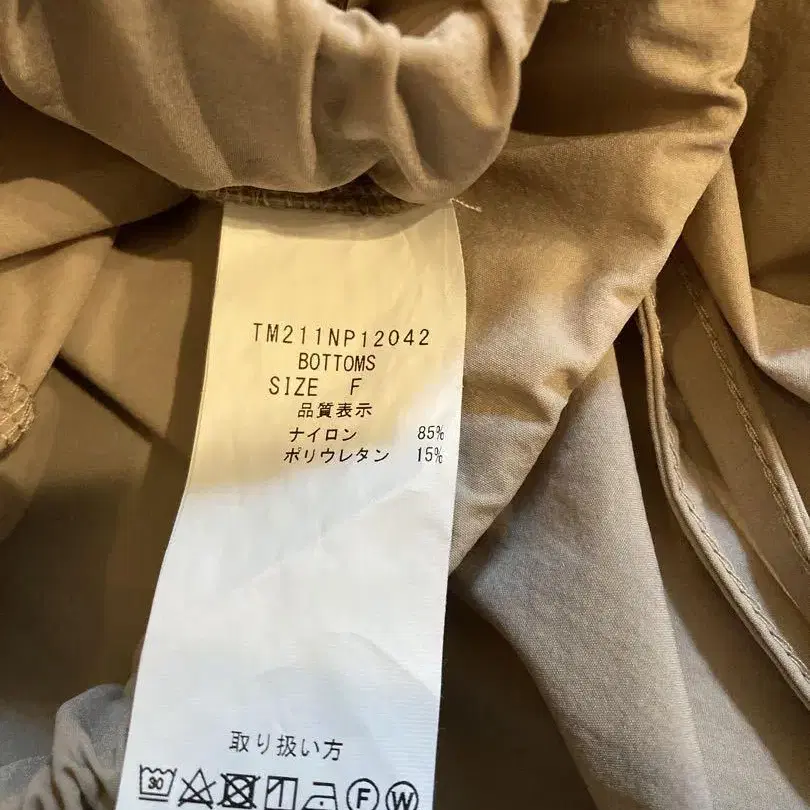 TM211NP12042
BOTTOMS
SIZE F
品質表示
ナイロン 85%
ポリウレタン 15%
取り扱い方
30 F W